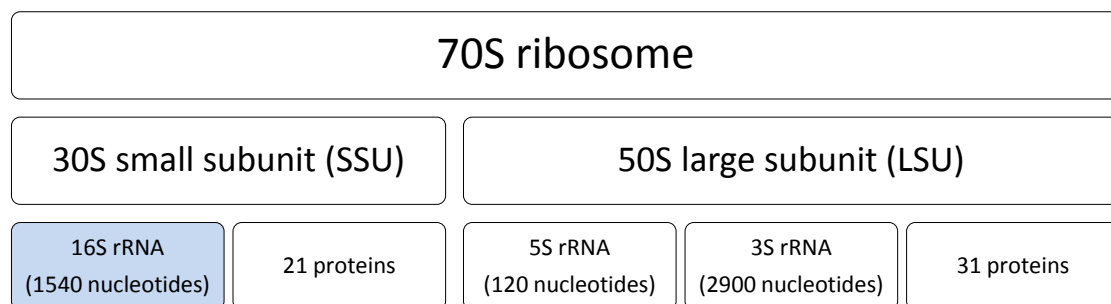 70S ribosome
30S small subunit (SSU)
50S large subunit (LSU)
16S rRNA
(1540 nucleotides)
21 proteins
5S rRNA
(120 nucleotides)
3S rRNA
(2900 nucleotides)
31 proteins